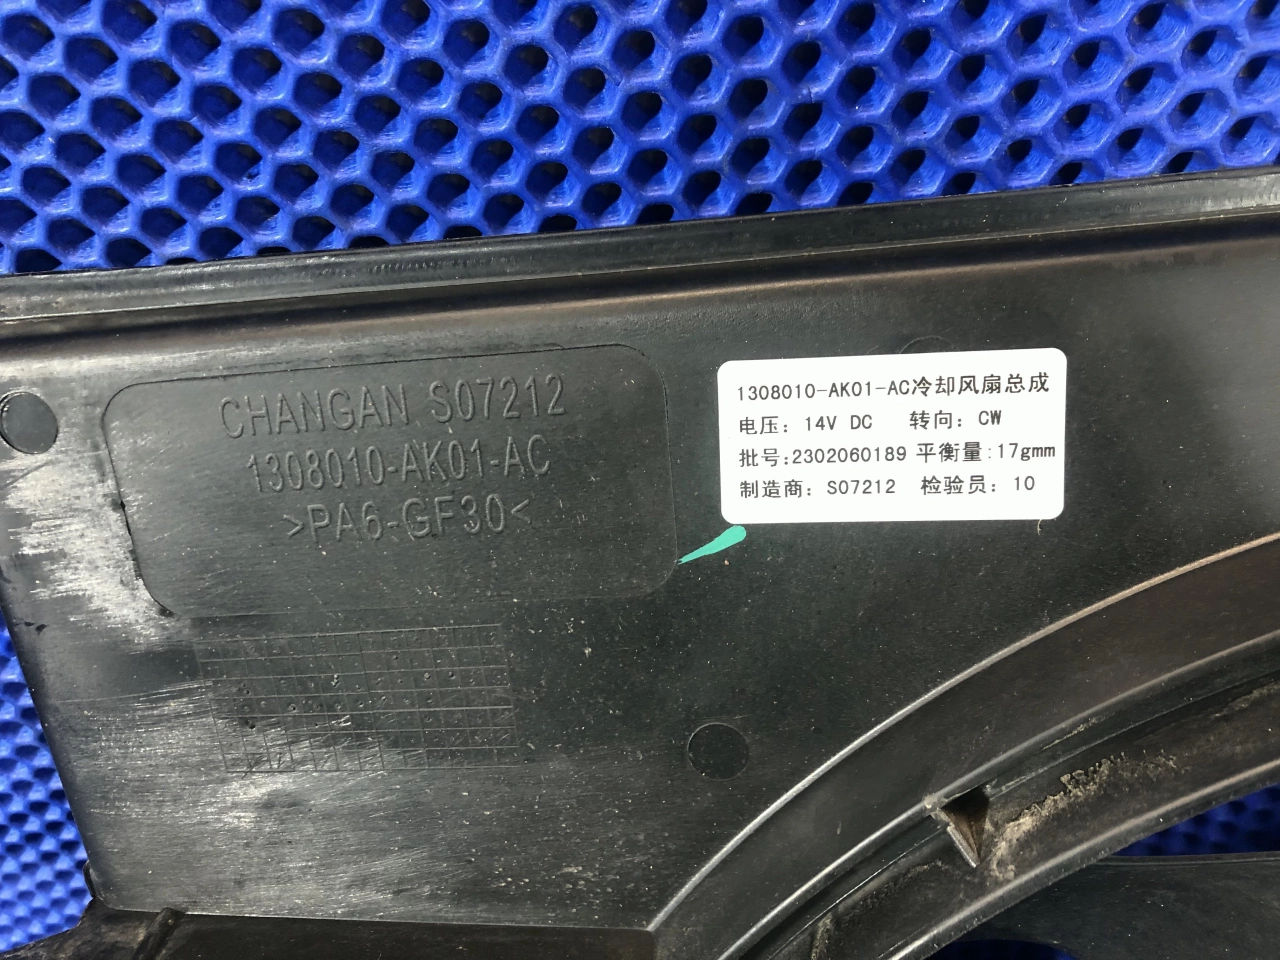 CHANGAN S07212
1308010-AK01-AC
>PA6-GF30<
1308010-AK01-AC冷却风扇总成
电压：14V DC 转向：CW
批号:2302060189 平衡量:17gmm
制造商：S07212 检验员：10